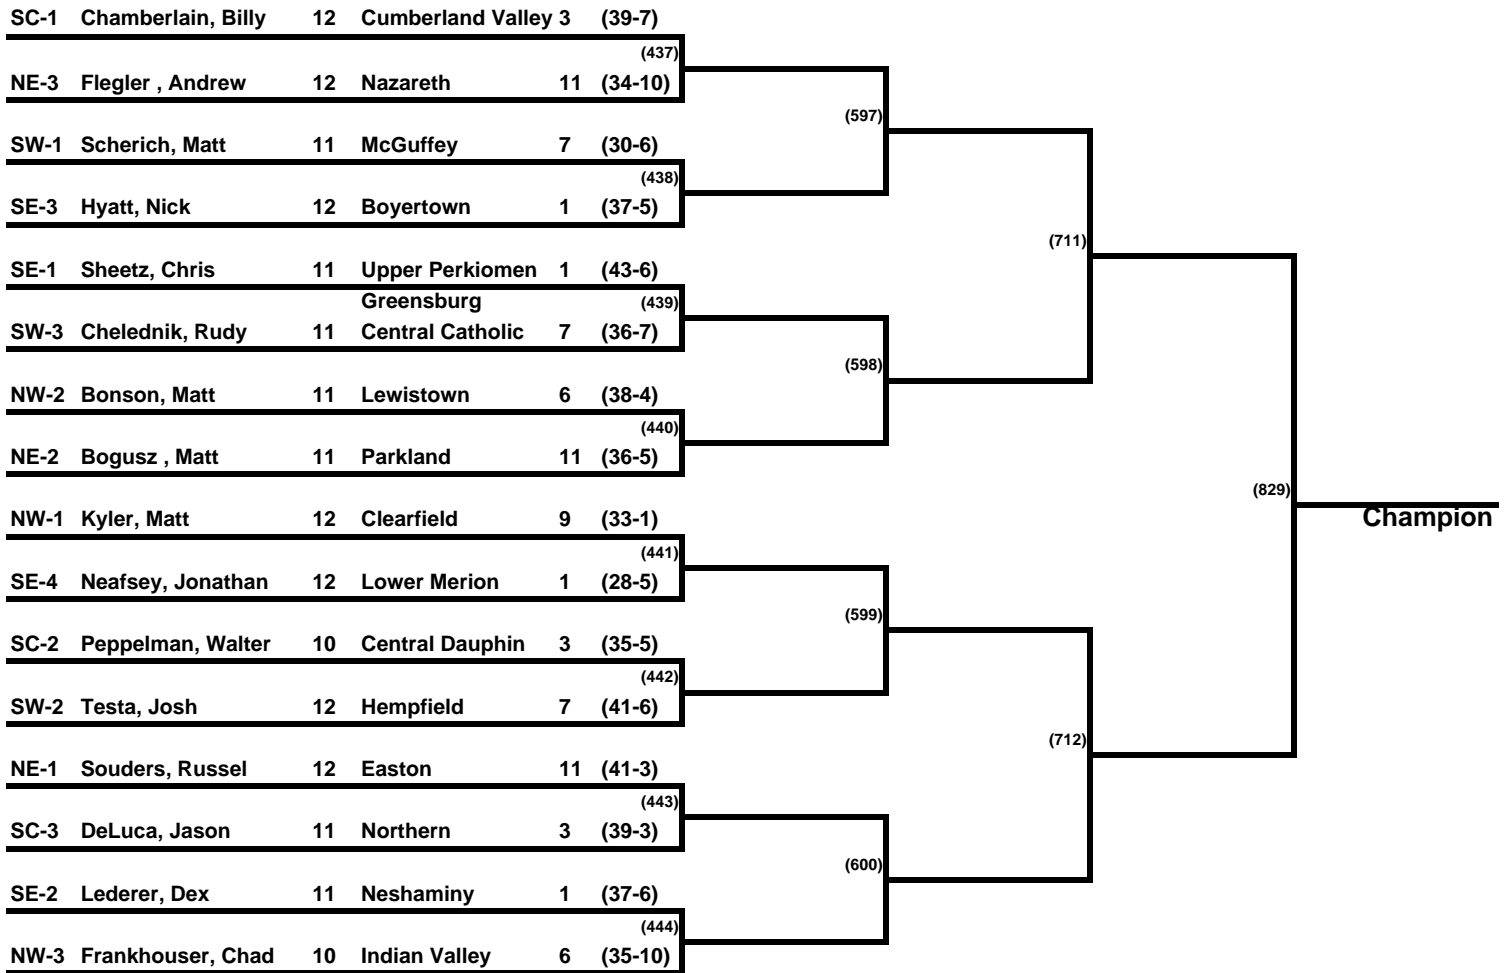 SC-1 Chamberlain, Billy 12 Cumberland Valley 3 (39-7)
(437)
NE-3 Flegler , Andrew 12 Nazareth 11 (34-10)
(597)
SW-1 Scherich, Matt 11 McGuffey 7 (30-6)
(438)
SE-3 Hyatt, Nick 12 Boyertown 1 (37-5)
(711)
SE-1 Sheetz, Chris 11 Upper Perkiomen 1 (43-6)
Greensburg (439)
SW-3 Chelednik, Rudy 11 Central Catholic 7 (36-7)
(598)
NW-2 Bonson, Matt 11 Lewistown 6 (38-4)
(440)
NE-2 Bogusz , Matt 11 Parkland 11 (36-5)
(829)
NW-1 Kyler, Matt 12 Clearfield 9 (33-1)
Champion
(441)
SE-4 Neafsey, Jonathan 12 Lower Merion 1 (28-5)
(599)
SC-2 Peppelman, Walter 10 Central Dauphin 3 (35-5)
(442)
SW-2 Testa, Josh 12 Hempfield 7 (41-6)
(712)
NE-1 Souders, Russel 12 Easton 11 (41-3)
(443)
SC-3 DeLuca, Jason 11 Northern 3 (39-3)
(600)
SE-2 Lederer, Dex 11 Neshaminy 1 (37-6)
(444)
NW-3 Frankhouser, Chad 10 Indian Valley 6 (35-10)